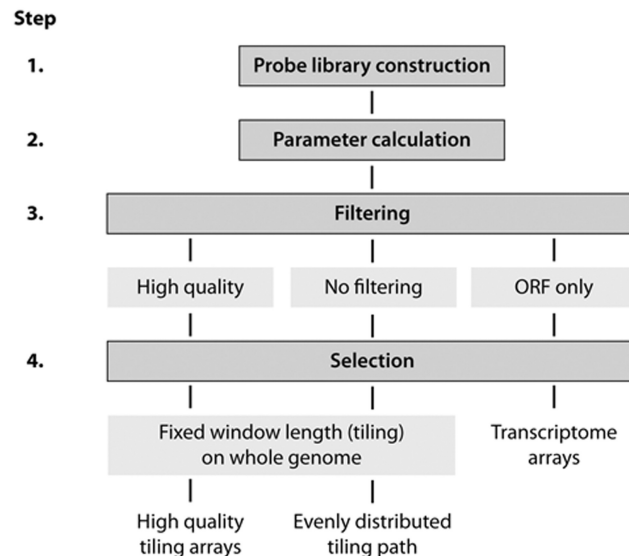 Step
1.
Probe library construction
2.
Parameter calculation
3.
Filtering
High quality
No filtering
ORF only
4.
Selection
Fixed window length (tiling)
on whole genome
Transcriptome
arrays
High quality
tiling arrays
Evenly distributed
tiling path